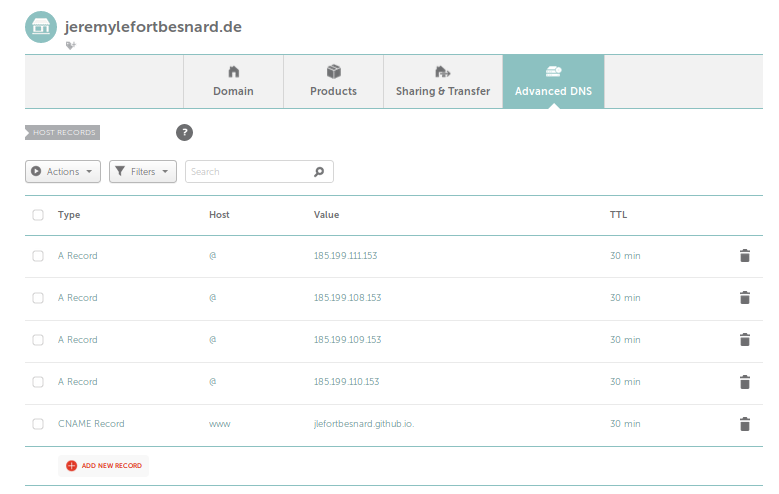 jeremylefortbesnard.de
Domain
Products
Sharing & Transfer
Advanced DNS
HOST RECORDS
?
Actions
Filters
Search
Type Host Value TTL
A Record @ 185.199.111.153 30 min
A Record @ 185.199.108.153 30 min
A Record @ 185.199.109.153 30 min
A Record @ 185.199.110.153 30 min
CNAME Record www jlefortbesnard.github.io. 30 min
ADD NEW RECORD